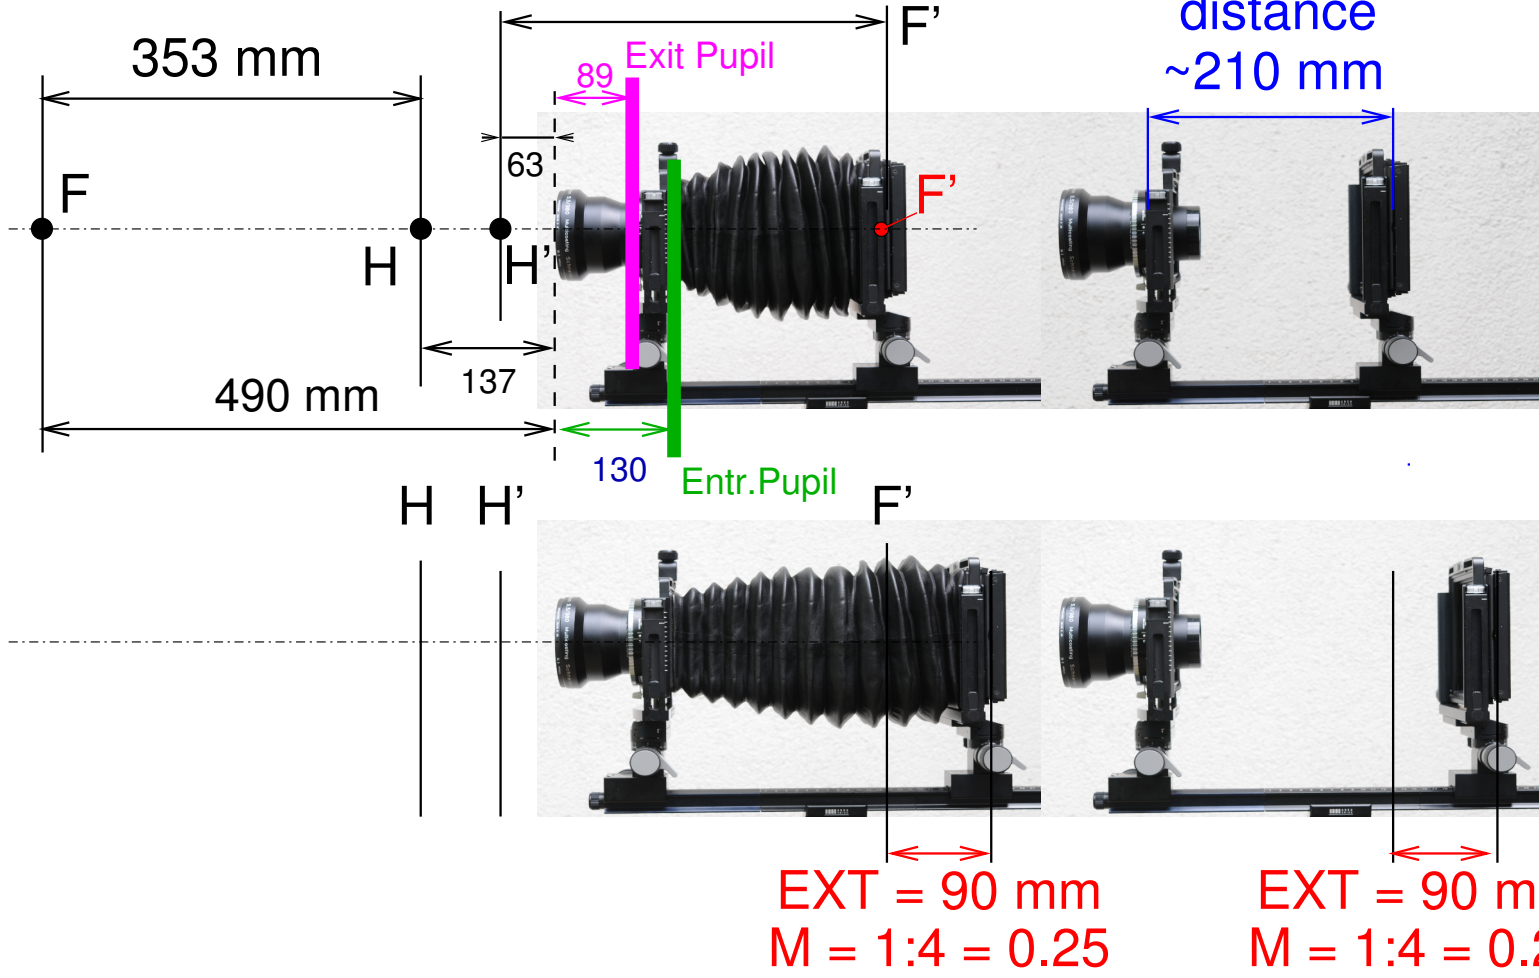 F’
distance
~210 mm
353 mm
Exit Pupil
89
63
F
F’
H
H’
137
490 mm
130
Entr.Pupil
H
H’
F’
EXT = 90 mm
M = 1:4 = 0.25
EXT = 90 m
M = 1:4 = 0.2